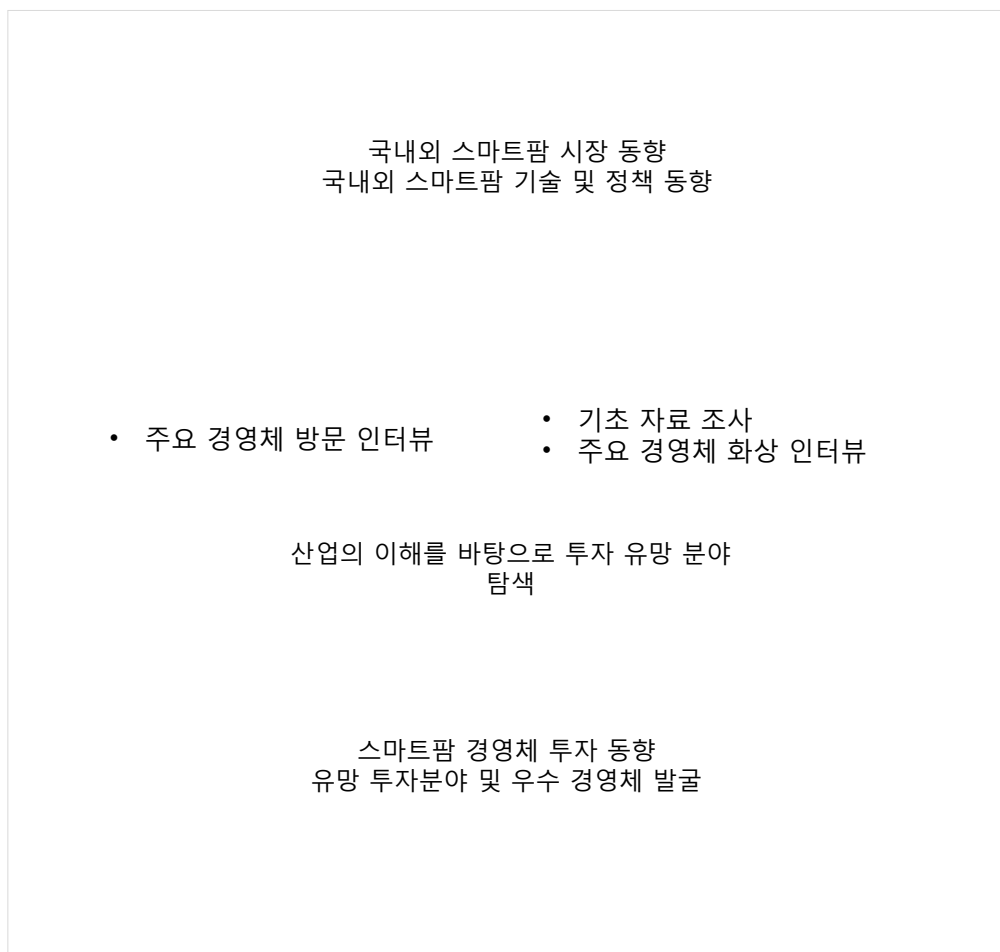 국내외 스마트팜 시장 동향
국내외 스마트팜 기술 및 정책 동향
• 주요 경영체 방문 인터뷰
• 기초 자료 조사
• 주요 경영체 화상 인터뷰
산업의 이해를 바탕으로 투자 유망 분야
탐색
스마트팜 경영체 투자 동향
유망 투자분야 및 우수 경영체 발굴